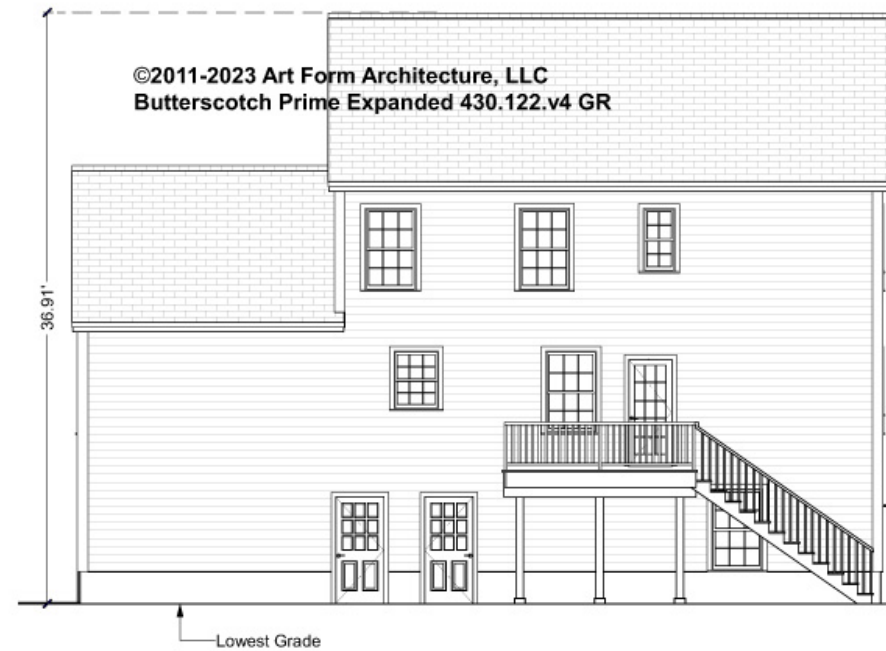 ©2011-2023 Art Form Architecture, LLC
Butterscotch Prime Expanded 430.122.v4 GR
36.91'
Lowest Grade